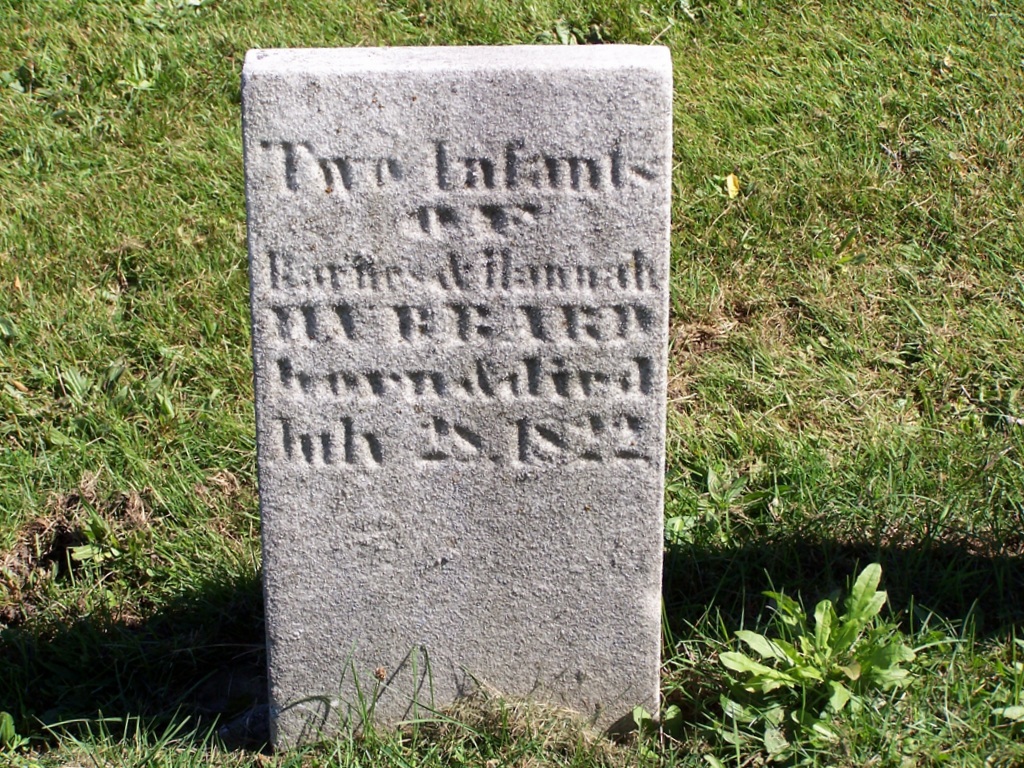 Two Infants
OF
Barnes & Hannah
HUBBARD
born & died
July 28, 1822.